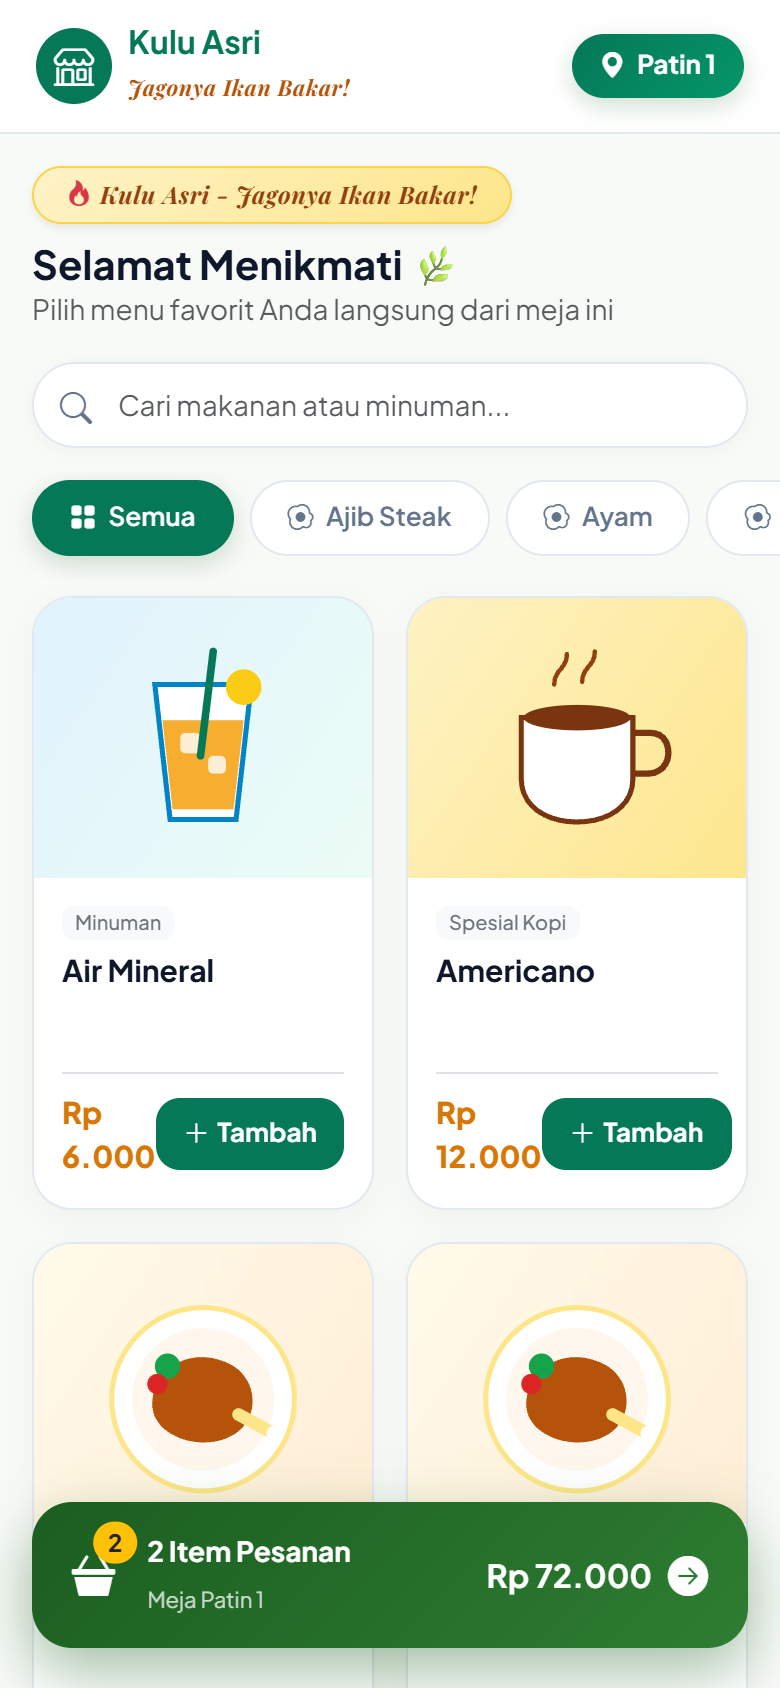 Kulu Asri
Jagonya Ikan Bakar!
Patin 1
Kulu Asri - Jagonya Ikan Bakar!
Selamat Menikmati
Pilih menu favorit Anda langsung dari meja ini
Cari makanan atau minuman...
Semua
Ajib Steak
Ayam
Minuman
Air Mineral
Rp
6.000
+ Tambah
Spesial Kopi
Americano
Rp
12.000
+ Tambah
2
2 Item Pesanan
Meja Patin 1
Rp 72.000